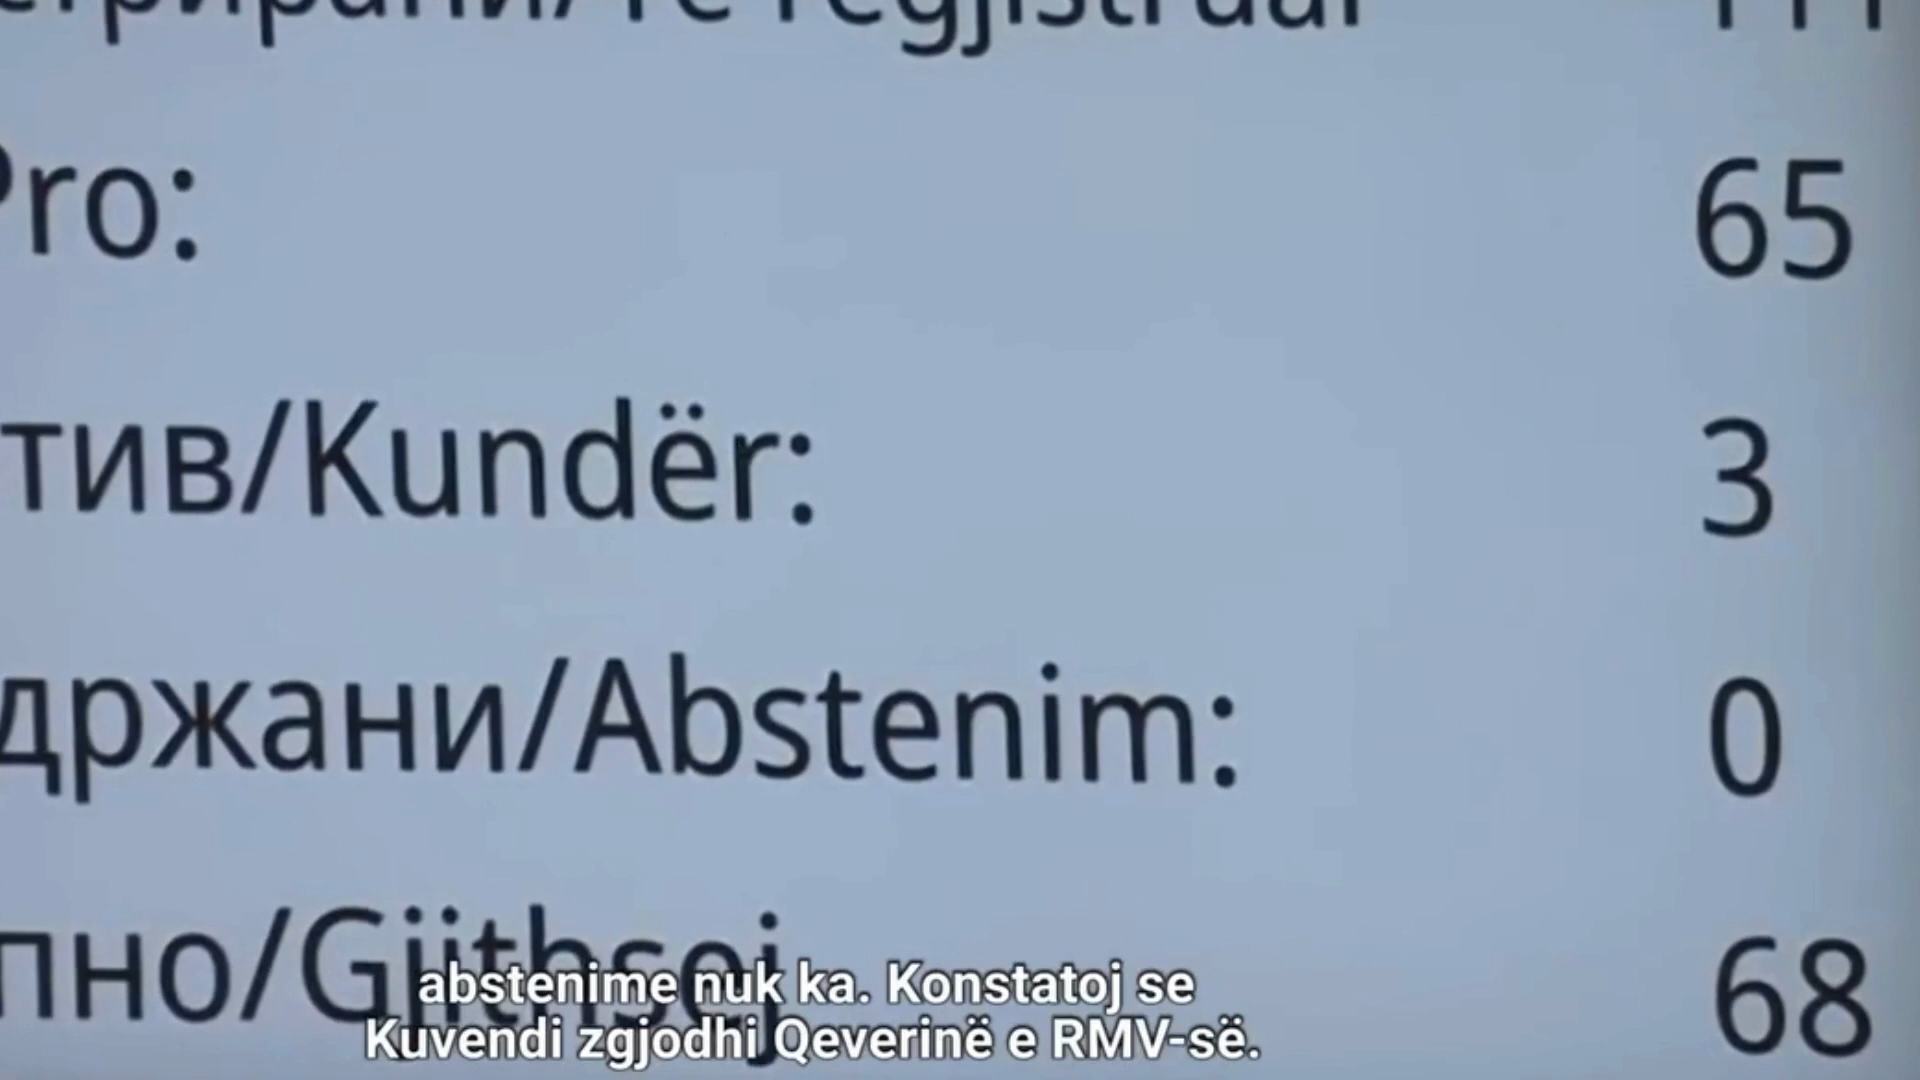 Pro: 65
тив/Kundër: 3
држани/Abstenim: 0
пно/Gjithsej 68
abstenime nuk ka. Konstatoj se
Kuvendi zgjodhi Qeverinë e RMV-së.